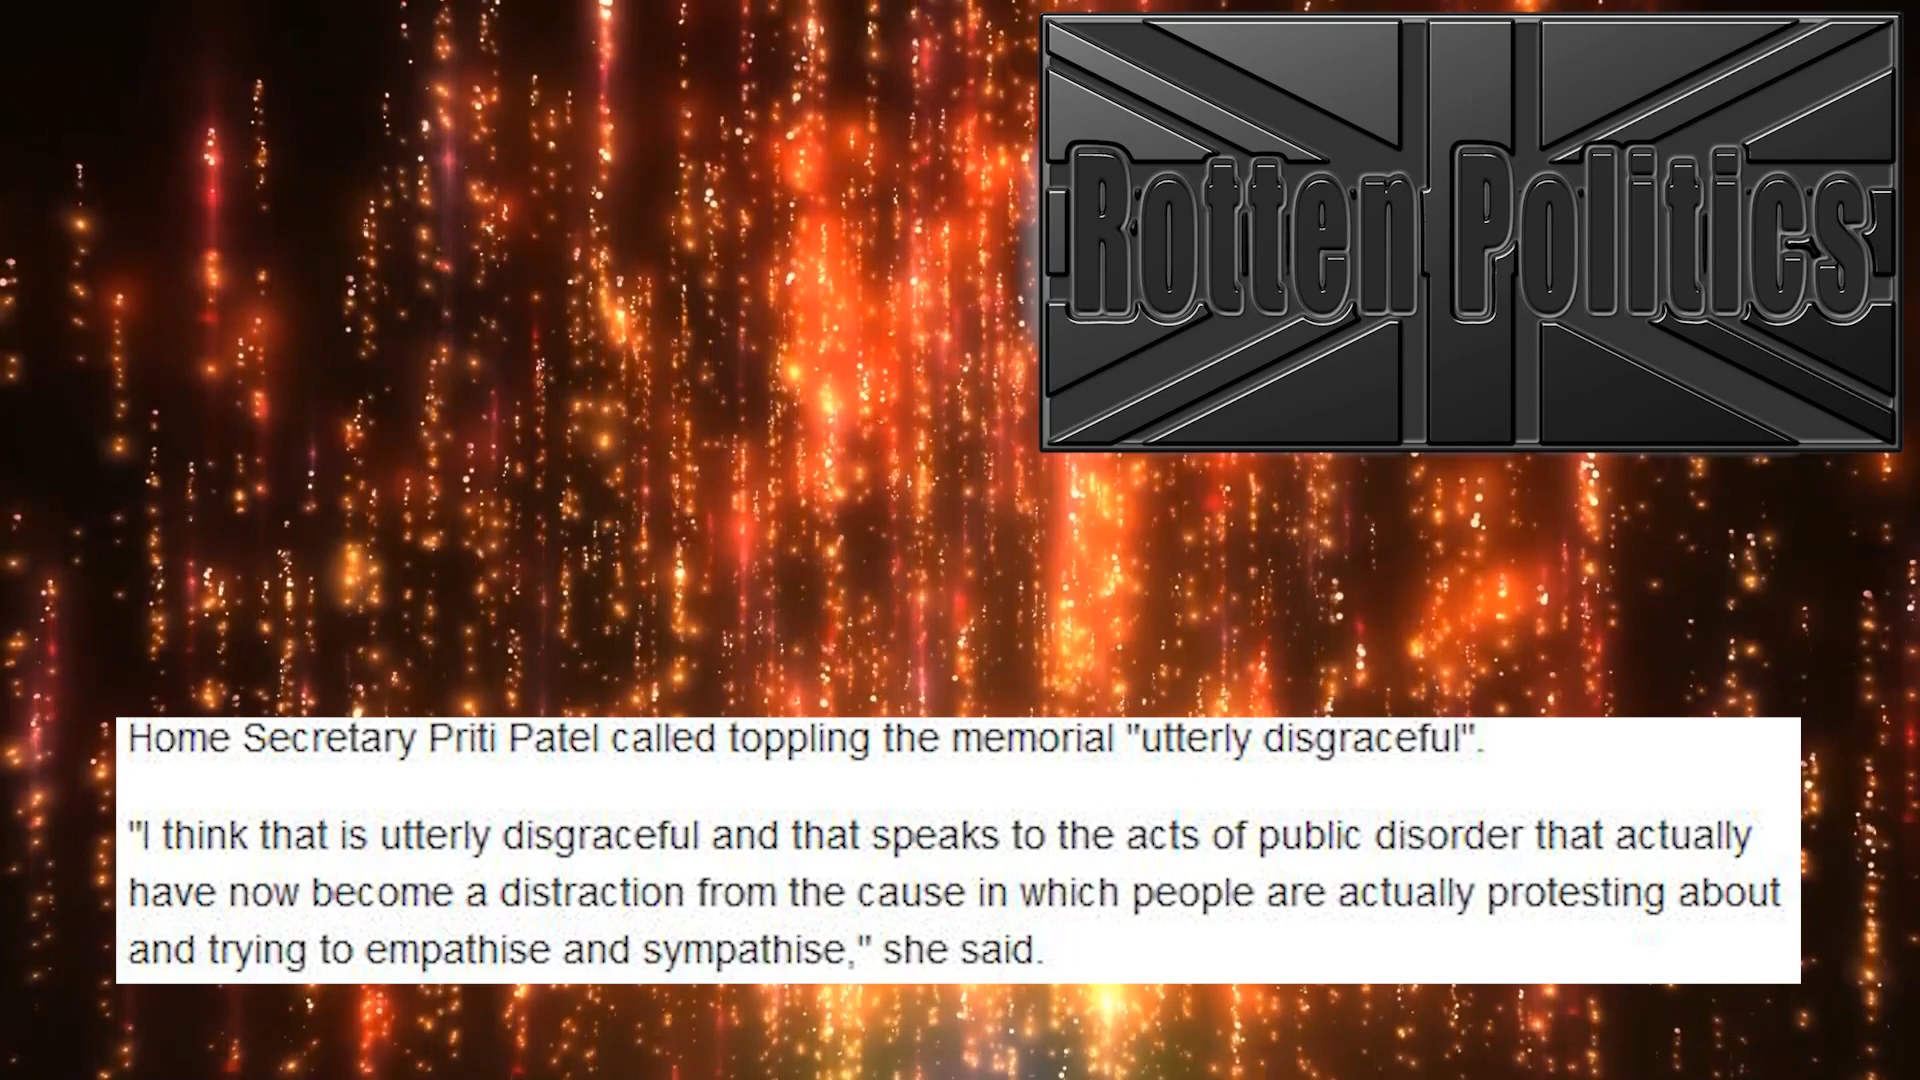 Rotten Politics
Home Secretary Priti Patel called toppling the memorial "utterly disgraceful".
"I think that is utterly disgraceful and that speaks to the acts of public disorder that actually
have now become a distraction from the cause in which people are actually protesting about
and trying to empathise and sympathise," she said.